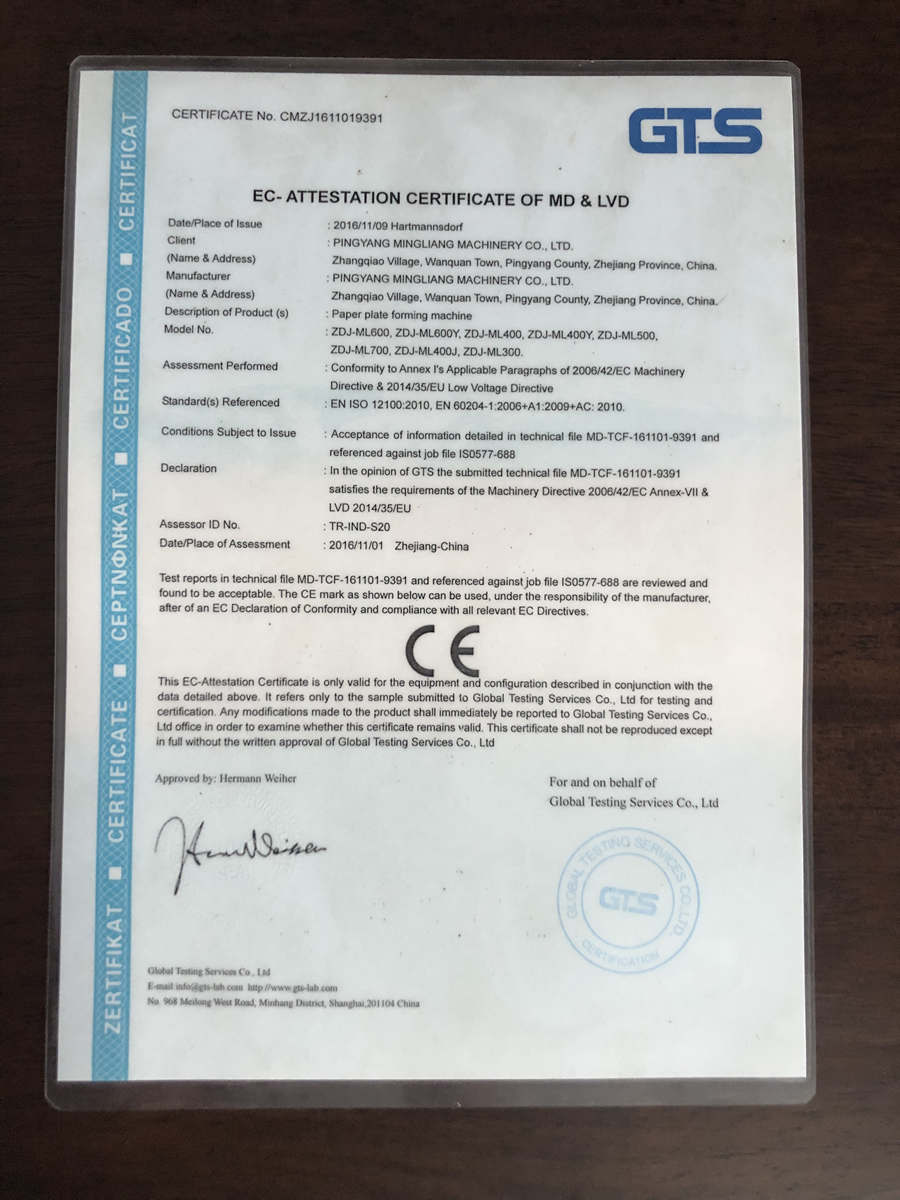 CERTIFICATE No. CMZJ1611019391
GTS
EC- ATTESTATION CERTIFICATE OF MD & LVD
Date/Place of Issue : 2016/11/09 Hartmannsdorf
Client : PINGYANG MINGLIANG MACHINERY CO., LTD.
(Name & Address) Zhangqiao Village, Wanquan Town, Pingyang County, Zhejiang Province, China.
Manufacturer : PINGYANG MINGLIANG MACHINERY CO., LTD.
(Name & Address) Zhangqiao Village, Wanquan Town, Pingyang County, Zhejiang Province, China.
Description of Product (s) : Paper plate forming machine
Model No. : ZDJ-ML600, ZDJ-ML600Y, ZDJ-ML400, ZDJ-ML400Y, ZDJ-ML500,
ZDJ-ML700, ZDJ-ML400J, ZDJ-ML300.
Assessment Performed : Conformity to Annex I's Applicable Paragraphs of 2006/42/EC Machinery
Directive & 2014/35/EU Low Voltage Directive
Standard(s) Referenced : EN ISO 12100:2010, EN 60204-1:2006+A1:2009+AC: 2010.
Conditions Subject to Issue : Acceptance of information detailed in technical file MD-TCF-161101-9391 and
referenced against job file IS0577-688
Declaration : In the opinion of GTS the submitted technical file MD-TCF-161101-9391
satisfies the requirements of the Machinery Directive 2006/42/EC Annex-VII &
LVD 2014/35/EU
Assessor ID No. : TR-IND-S20
Date/Place of Assessment : 2016/11/01 Zhejiang-China
Test reports in technical file MD-TCF-161101-9391 and referenced against job file IS0577-688 are reviewed and
found to be acceptable. The CE mark as shown below can be used, under the responsibility of the manufacturer,
after of an EC Declaration of Conformity and compliance with all relevant EC Directives.
CE
This EC-Attestation Certificate is only valid for the equipment and configuration described in conjunction with the
data detailed above. It refers only to the sample submitted to Global Testing Services Co., Ltd for testing and
certification. Any modifications made to the product shall immediately be reported to Global Testing Services Co.,
Ltd office in order to examine whether this certificate remains valid. This certificate shall not be reproduced except
in full without the written approval of Global Testing Services Co., Ltd
Approved by: Hermann Weiher
For and on behalf of
Global Testing Services Co., Ltd
GLOBAL TESTING SERVICES CO.,LTD.
GTS
CERTIFICATION
Global Testing Services Co., Ltd
E-mail:info@gts-lab.com http://www.gts-lab.com
No. 968 Meilong West Road, Minhang District, Shanghai,201104 China
ZERTIFIKAT ■ CERTIFICATE ■ CEPTNФNKAT ■ CERTIFICADO ■ CERTIFICAT